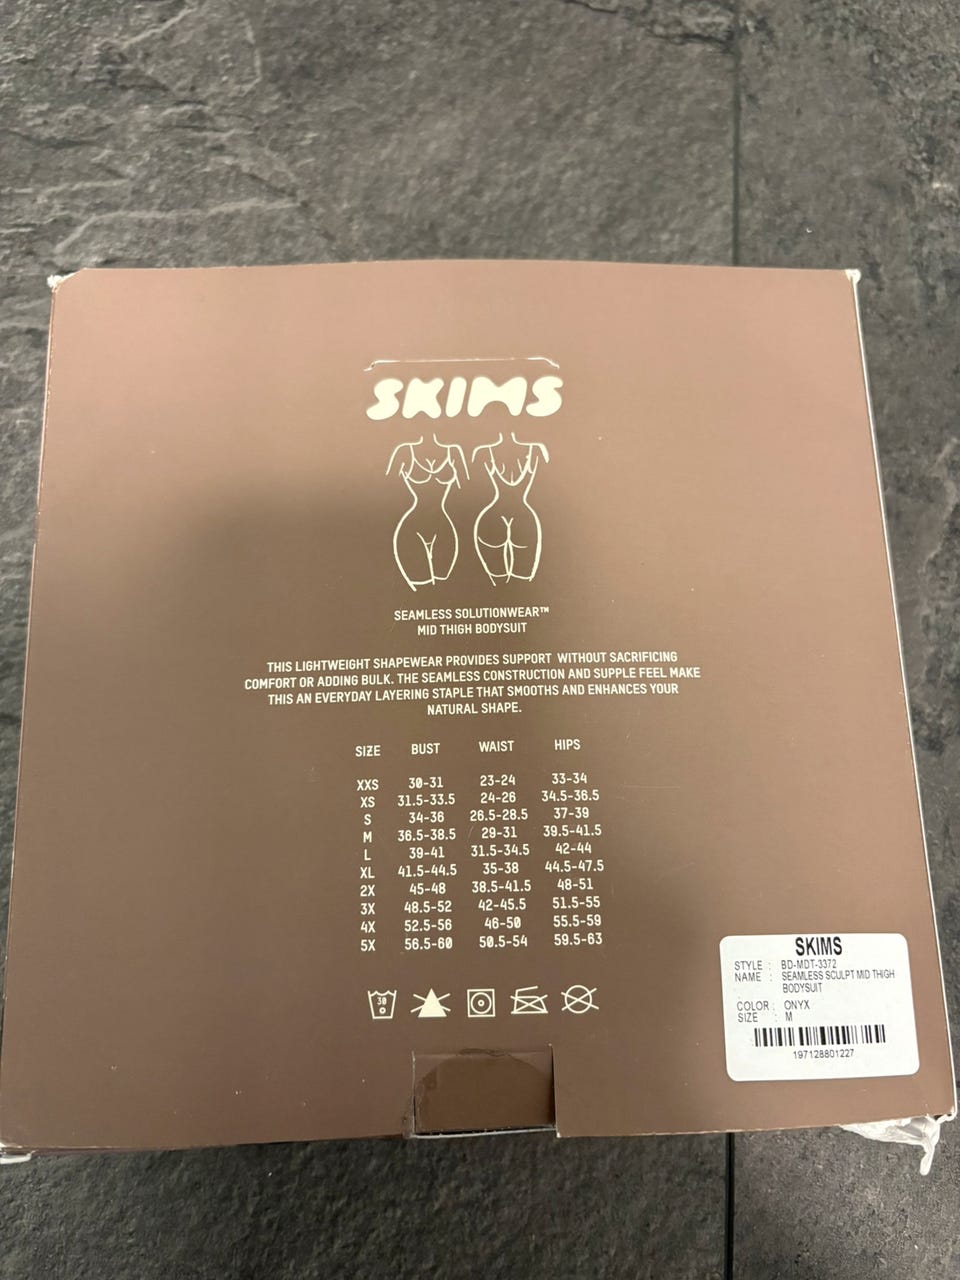 SKIMS
SEAMLESS SOLUTIONWEAR™
MID THIGH BODYSUIT
THIS LIGHTWEIGHT SHAPEWEAR PROVIDES SUPPORT WITHOUT SACRIFICING
COMFORT OR ADDING BULK. THE SEAMLESS CONSTRUCTION AND SUPPLE FEEL MAKE
THIS AN EVERYDAY LAYERING STAPLE THAT SMOOTHS AND ENHANCES YOUR
NATURAL SHAPE.
SIZE BUST WAIST HIPS
XXS 30-31 23-24 33-34
XS 31.5-33.5 24-26 34.5-36.5
S 34-36 26.5-28.5 37-39
M 36.5-38.5 29-31 39.5-41.5
L 39-41 31.5-34.5 42-44
XL 41.5-44.5 35-38 44.5-47.5
2X 45-48 38.5-41.5 48-51
3X 48.5-52 42-45.5 51.5-55
4X 52.5-56 46-50 55.5-59
5X 56.5-60 50.5-54 59.5-63
30
SKIMS
STYLE : BD-MDT-3372
NAME : SEAMLESS SCULPT MID THIGH
: BODYSUIT
COLOR : ONYX
SIZE : M
197128801227